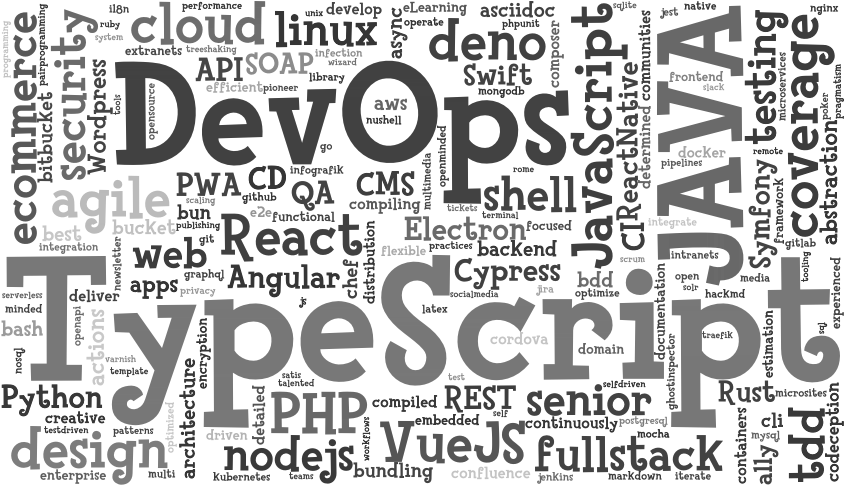 programming
ecommerce
bitbucket
pairprogramming
security
system
ruby
i18n
Wordpress
extranets
tools
cloud
treeshaking
performance
opensource
API
SOAP
efficient
pioneer
linux
unix
infection
wizard
library
develop
operate
async
eLearning
deno
asciidoc
phpunit
Swift
mongodb
composer
JavaScript
sqlite
ReactNative
communities
determined
CI
jest
native
frontend
slack
JAVA
docker
pipelines
testing
microservices
remote
nginx
coverage
poker
pragmatism
abstraction
DevOps
aws
nushell
go
rome
multimedia
openminded
agile
best
bucket
integration
newsletter
PWA
scaling
bun
publishing
git
CD
github
e2e
functional
infografik
QA
CMS
compiling
React
distribution
Electron
flexible
practices
tickets
terminal
shell
focused
backend
integrate
scrum
Symfony
framework
gitlab
tooling
intranets
web
apps
graphql
privacy
Angular
js
chef
Cypress
socialmedia
latex
jira
bdd
optimize
documentation
open
solr
hackmd
media
experienced
TypeScript
serverless
minded
bash
nosql
openapi
deliver
actions
varnish
template
encryption
satis
talented
cordova
domain
test
selfdriven
ghostinspector
traefik
estimation
sql
Python
creative
testdriven
design
enterprise
patterns
multi
optimized
architecture
driven
detailed
PHP
nodejs
Kubernetes
teams
workflows
compiled
REST
embedded
self
VueJS
bundling
confluence
senior
continuously
postgresql
mocha
fullstack
jenkins
markdown
iterate
Rust
microsites
containers
cli
mysql
ally
tdd
codeception